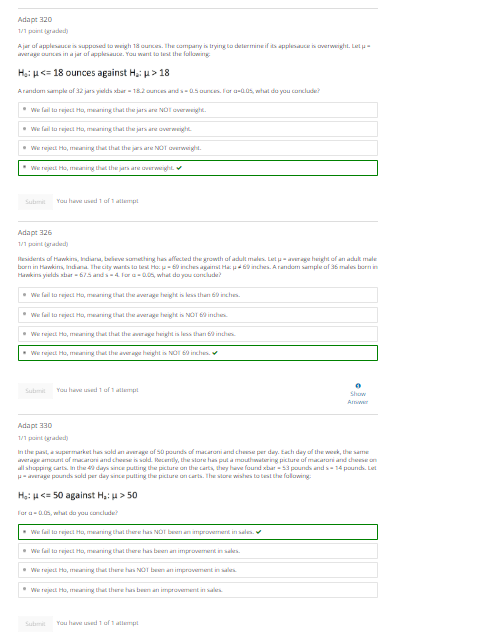 Adapt 320
1/1 point (graded)
A jar of applesauce is supposed to weigh 18 ounces. The company is trying to determine if its applesauce is overweight. Let μ =
average ounces in a jar of applesauce. You want to test the following:
H₀: μ <= 18 ounces against Hₐ: μ > 18
A random sample of 32 jars yields xbar = 18.2 ounces and s = 0.5 ounces. For α=0.05, what do you conclude?
We fail to reject Ho, meaning that the jars are NOT overweight.
We fail to reject Ho, meaning that the jars are overweight.
We reject Ho, meaning that that the jars are NOT overweight.
We reject Ho, meaning that the jars are overweight. ✔
Submit You have used 1 of 1 attempt
Adapt 326
1/1 point (graded)
Residents of Hawkins, Indiana, believe something has affected the growth of adult males. Let μ = average height of an adult male
born in Hawkins, Indiana. The city wants to test Ho: μ = 69 inches against Ha: μ ≠ 69 inches. A random sample of 36 males born in
Hawkins yields xbar = 67.5 and s = 4. For α = 0.05, what do you conclude?
We fail to reject Ho, meaning that the average height is less than 69 inches.
We fail to reject Ho, meaning that the average height is NOT 69 inches.
We reject Ho, meaning that that the average height is less than 69 inches.
We reject Ho, meaning that the average height is NOT 69 inches. ✔
Submit You have used 1 of 1 attempt
Show
Answer
Adapt 330
1/1 point (graded)
In the past, a supermarket has sold an average of 50 pounds of macaroni and cheese per day. Each day of the week, the same
average amount of macaroni and cheese is sold. Recently, the store has put a mouthwatering picture of macaroni and cheese on
all shopping carts. In the 49 days since putting the picture on the carts, they have found xbar = 53 pounds and s = 14 pounds. Let
μ = average pounds sold per day since putting the picture on the carts. The store wishes to test the following:
H₀: μ <= 50 against Hₐ: μ > 50
For α = 0.05, what do you conclude?
We fail to reject Ho, meaning that there has NOT been an improvement in sales. ✔
We fail to reject Ho, meaning that there has been an improvement in sales.
We reject Ho, meaning that there has NOT been an improvement in sales.
We reject Ho, meaning that there has been an improvement in sales.
Submit You have used 1 of 1 attempt